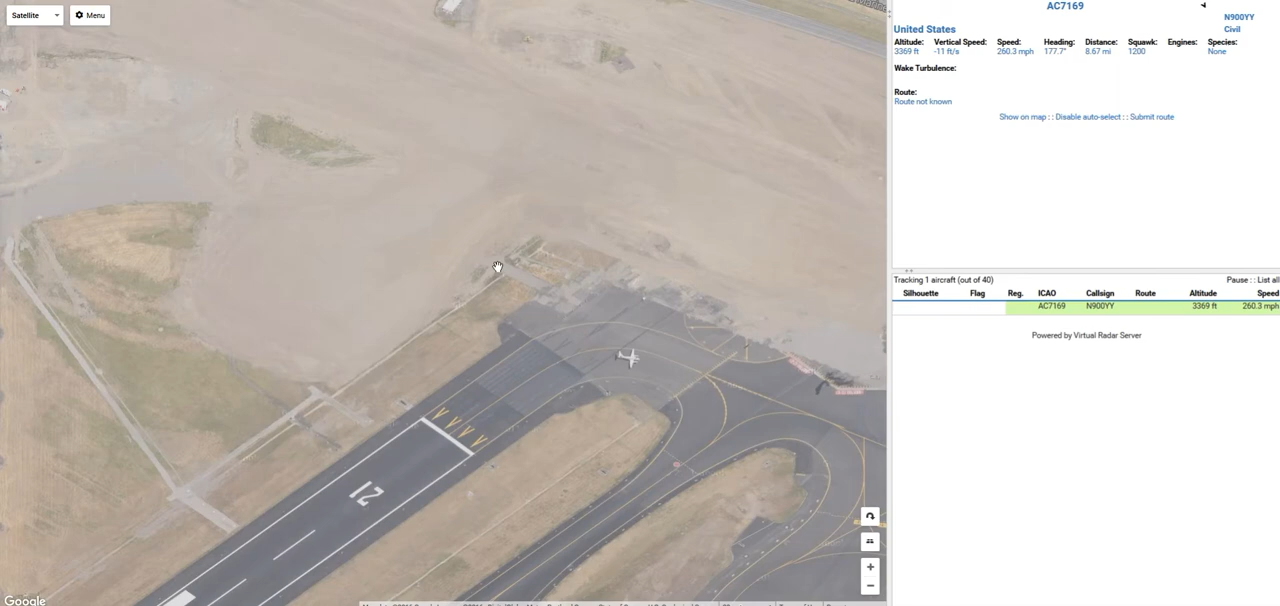 Satellite
Menu
AC7169
N900YY
United States
Civil
Altitude: Vertical Speed: Speed: Heading: Distance: Squawk: Engines: Species:
3369 ft -11 ft/s 260.3 mph 177.7° 8.67 mi 1200 None
Wake Turbulence:
Route:
Route not known
Show on map : : Disable auto-select : : Submit route
Tracking 1 aircraft (out of 40) Pause : : List all
Silhouette Flag Reg. ICAO Callsign Route Altitude Speed
AC7169 N900YY 3369 ft 260.3 mph
Powered by Virtual Radar Server
21
Google